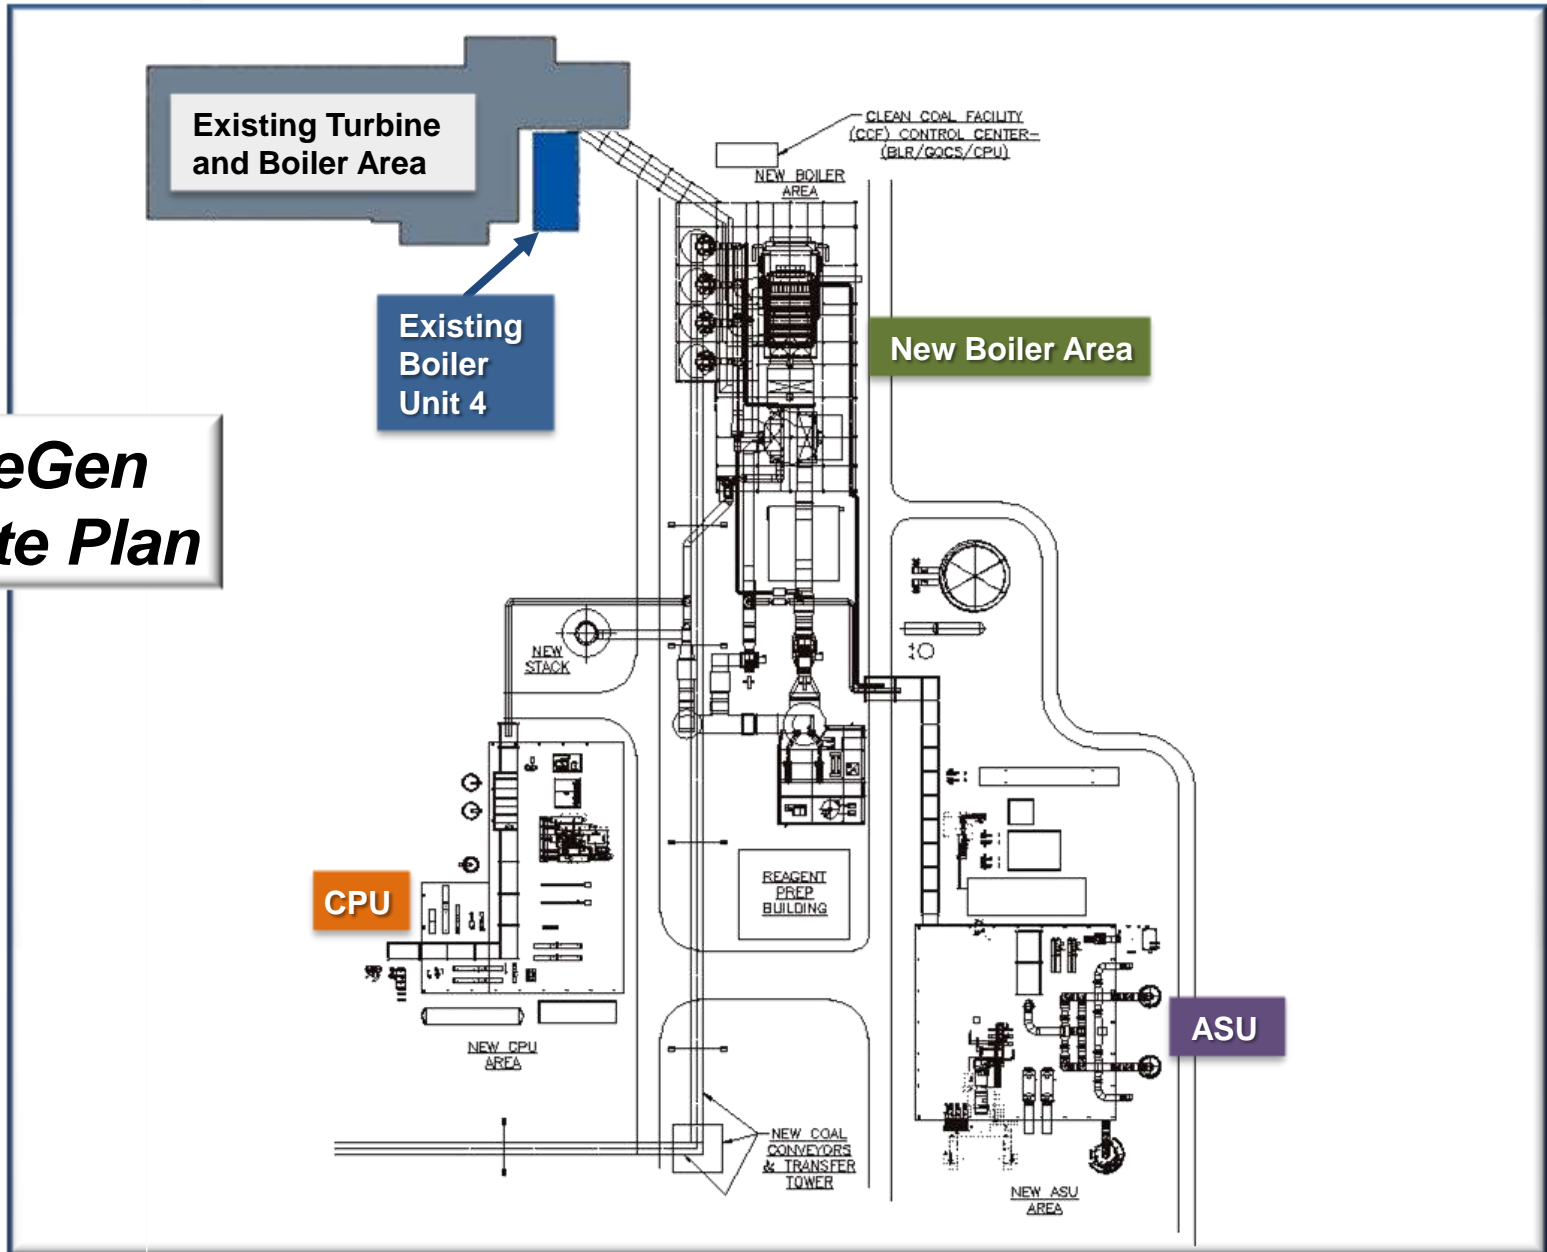 Existing Turbine
and Boiler Area
CLEAN COAL FACILITY
(CCF) CONTROL CENTER-
(BLR/GQCS/CPU)
NEW BOILER
AREA
Existing
Boiler
Unit 4
New Boiler Area
eGen
te Plan
NEW
STACK
CPU
REAGENT
PREP
BUILDING
ASU
NEW CPU
AREA
NEW COAL
CONVEYORS
& TRANSFER
TOWER
NEW ASU
AREA